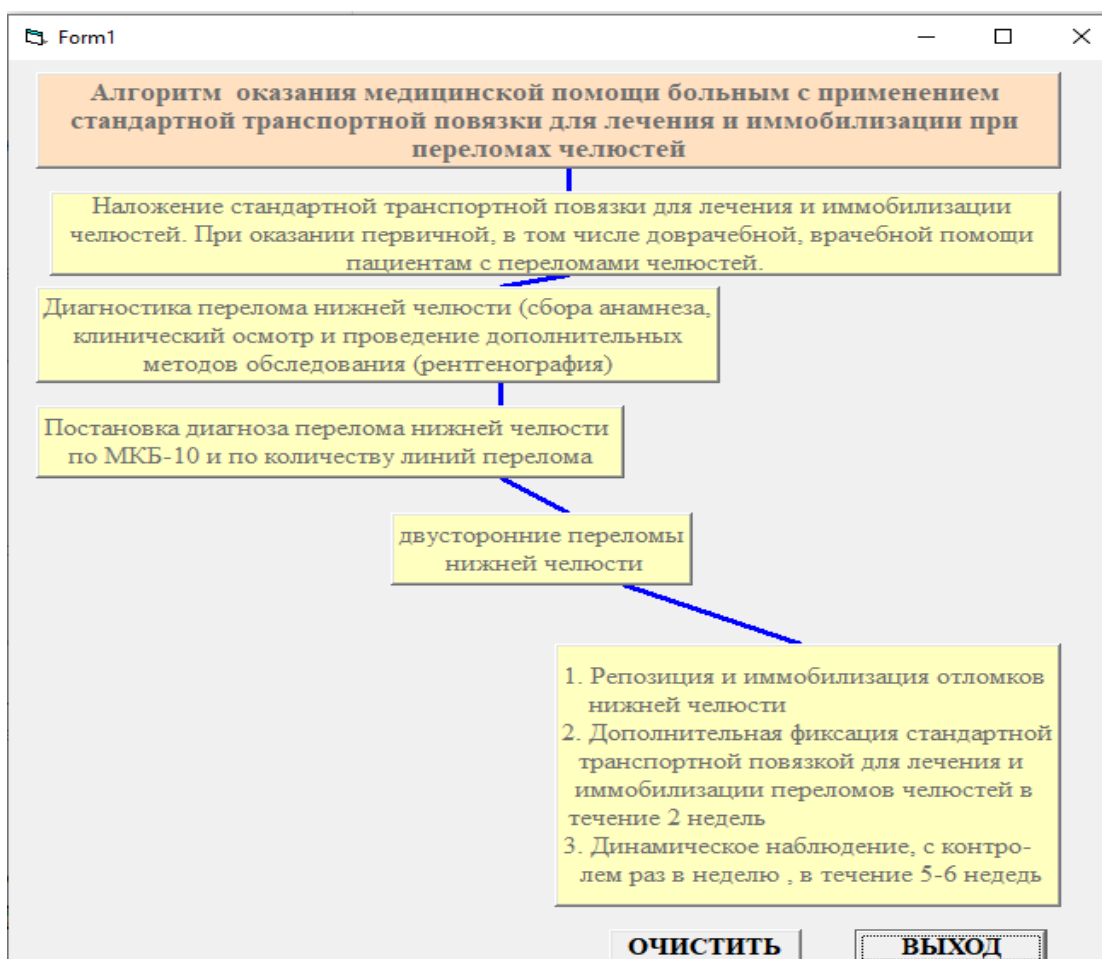 Form1
Алгоритм оказания медицинской помощи больным с применением
стандартной транспортной повязки для лечения и иммобилизации при
переломах челюстей
Наложение стандартной транспортной повязки для лечения и иммобилизации
челюстей. При оказании первичной, в том числе доврачебной, врачебной помощи
пациентам с переломами челюстей.
Диагностика перелома нижней челюсти (сбора анамнеза,
клинический осмотр и проведение дополнительных
методов обследования (рентгенография)
Постановка диагноза перелома нижней челюсти
по МКБ-10 и по количеству линий перелома
двусторонние переломы
нижней челюсти
1. Репозиция и иммобилизация отломков
нижней челюсти
2. Дополнительная фиксация стандартной
транспортной повязкой для лечения и
иммобилизации переломов челюстей в
течение 2 недель
3. Динамическое наблюдение, с контро-
лем раз в неделю , в течение 5-6 недедь
ОЧИСТИТЬ
ВЫХОД